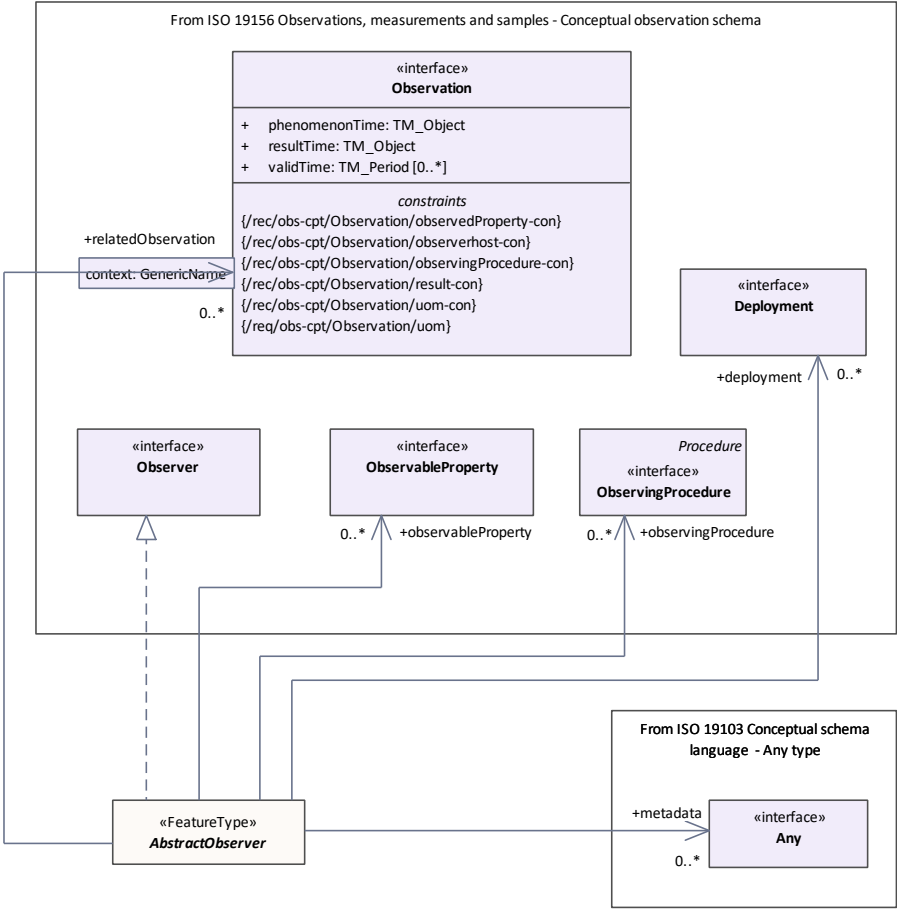 From ISO 19156 Observations, measurements and samples - Conceptual observation schema
«interface»
Observation
+ phenomenonTime: TM_Object
+ resultTime: TM_Object
+ validTime: TM_Period [0..*]
constraints
{/rec/obs-cpt/Observation/observedProperty-con}
{/rec/obs-cpt/Observation/observerhost-con}
{/rec/obs-cpt/Observation/observingProcedure-con}
{/rec/obs-cpt/Observation/result-con}
{/rec/obs-cpt/Observation/uom-con}
{/req/obs-cpt/Observation/uom}
+relatedObservation
context: GenericName
0..*
«interface»
Deployment
+deployment 0..*
«interface»
Observer
«interface»
ObservableProperty
0..* +observableProperty
Procedure
«interface»
ObservingProcedure
0..* +observingProcedure
From ISO 19103 Conceptual schema
language - Any type
«FeatureType»
AbstractObserver
+metadata
0..*
«interface»
Any